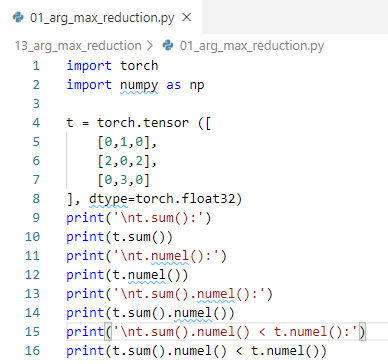 01_arg_max_reduction.py ×
13_arg_max_reduction > 01_arg_max_reduction.py
1 import torch
2 import numpy as np
3
4 t = torch.tensor ([
5     [0,1,0],
6     [2,0,2],
7     [0,3,0]
8 ], dtype=torch.float32)
9 print('\nt.sum():')
10 print(t.sum())
11 print('\nt.numel():')
12 print(t.numel())
13 print('\nt.sum().numel():')
14 print(t.sum().numel())
15 print('\nt.sum().numel() < t.numel():')
16 print(t.sum().numel() < t.numel())